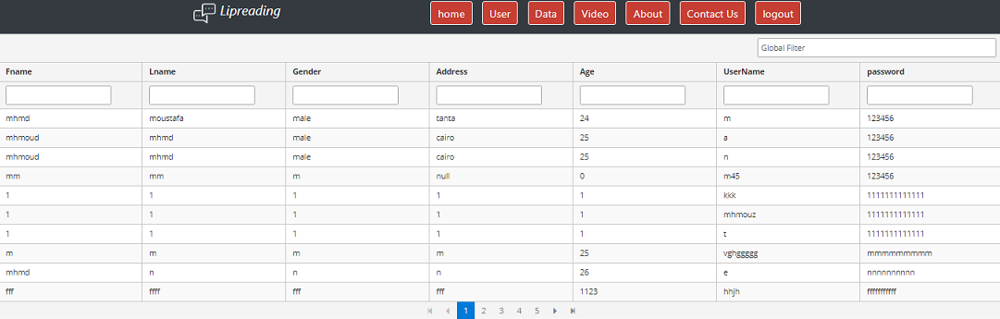 Lipreading home User Data Video About Contact Us logout
Global Filter
Fname Lname Gender Address Age UserName password
mhmd moustafa male tanta 24 m 123456
mhmoud mhmd male cairo 25 a 123456
mhmoud mhmd male cairo 25 n 123456
mm mm m null 0 m45 123456
1 1 1 1 1 kkk 1111111111111
1 1 1 1 1 mhmouz 1111111111111
1 1 1 1 1 t 1111111111111
m m m m 25 vghggggg mmmmmmmmm
mhmd n n n 26 e nnnnnnnnnn
fff ffff fff fff 1123 hhjh fffffffffff
1 2 3 4 5